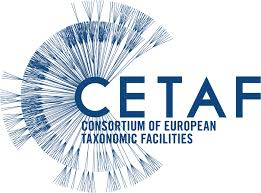 CETAF
CONSORTIUM OF EUROPEAN
TAXONOMIC FACILITIES